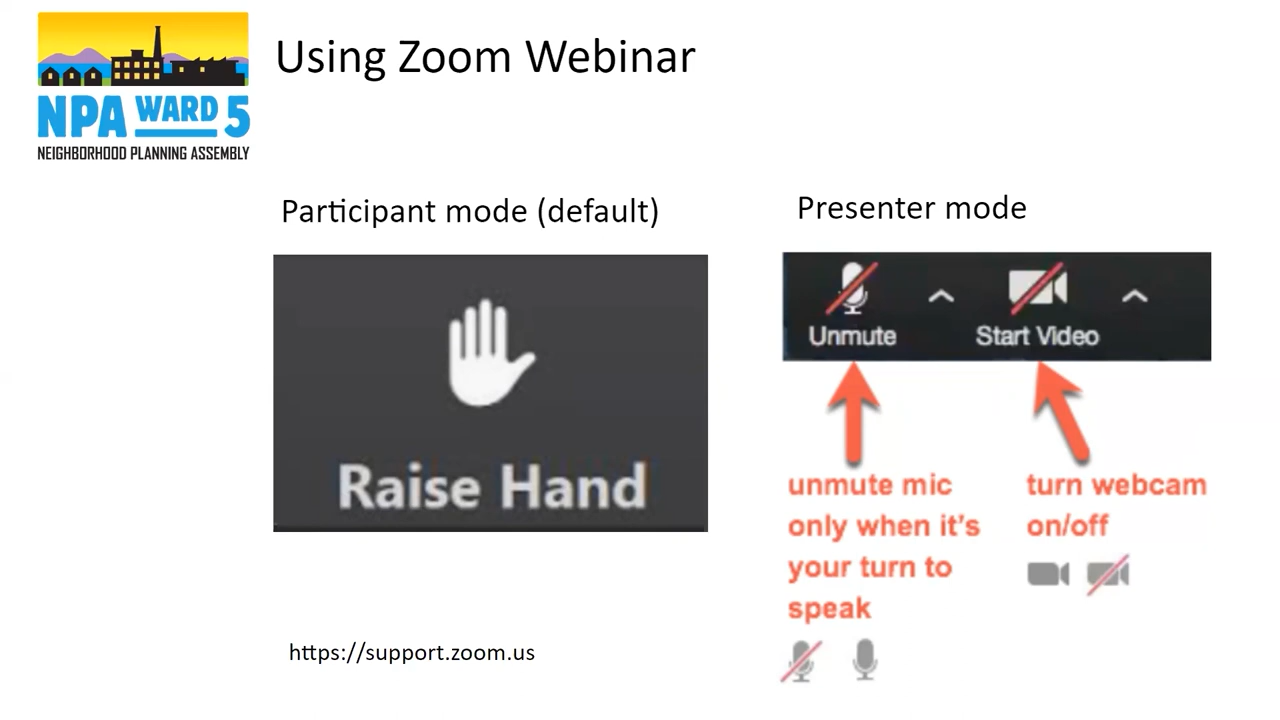 NPA WARD 5
NEIGHBORHOOD PLANNING ASSEMBLY
Using Zoom Webinar
Participant mode (default)
Raise Hand
https://support.zoom.us
Presenter mode
Unmute
Start Video
unmute mic
only when it's
your turn to
speak
turn webcam
on/off